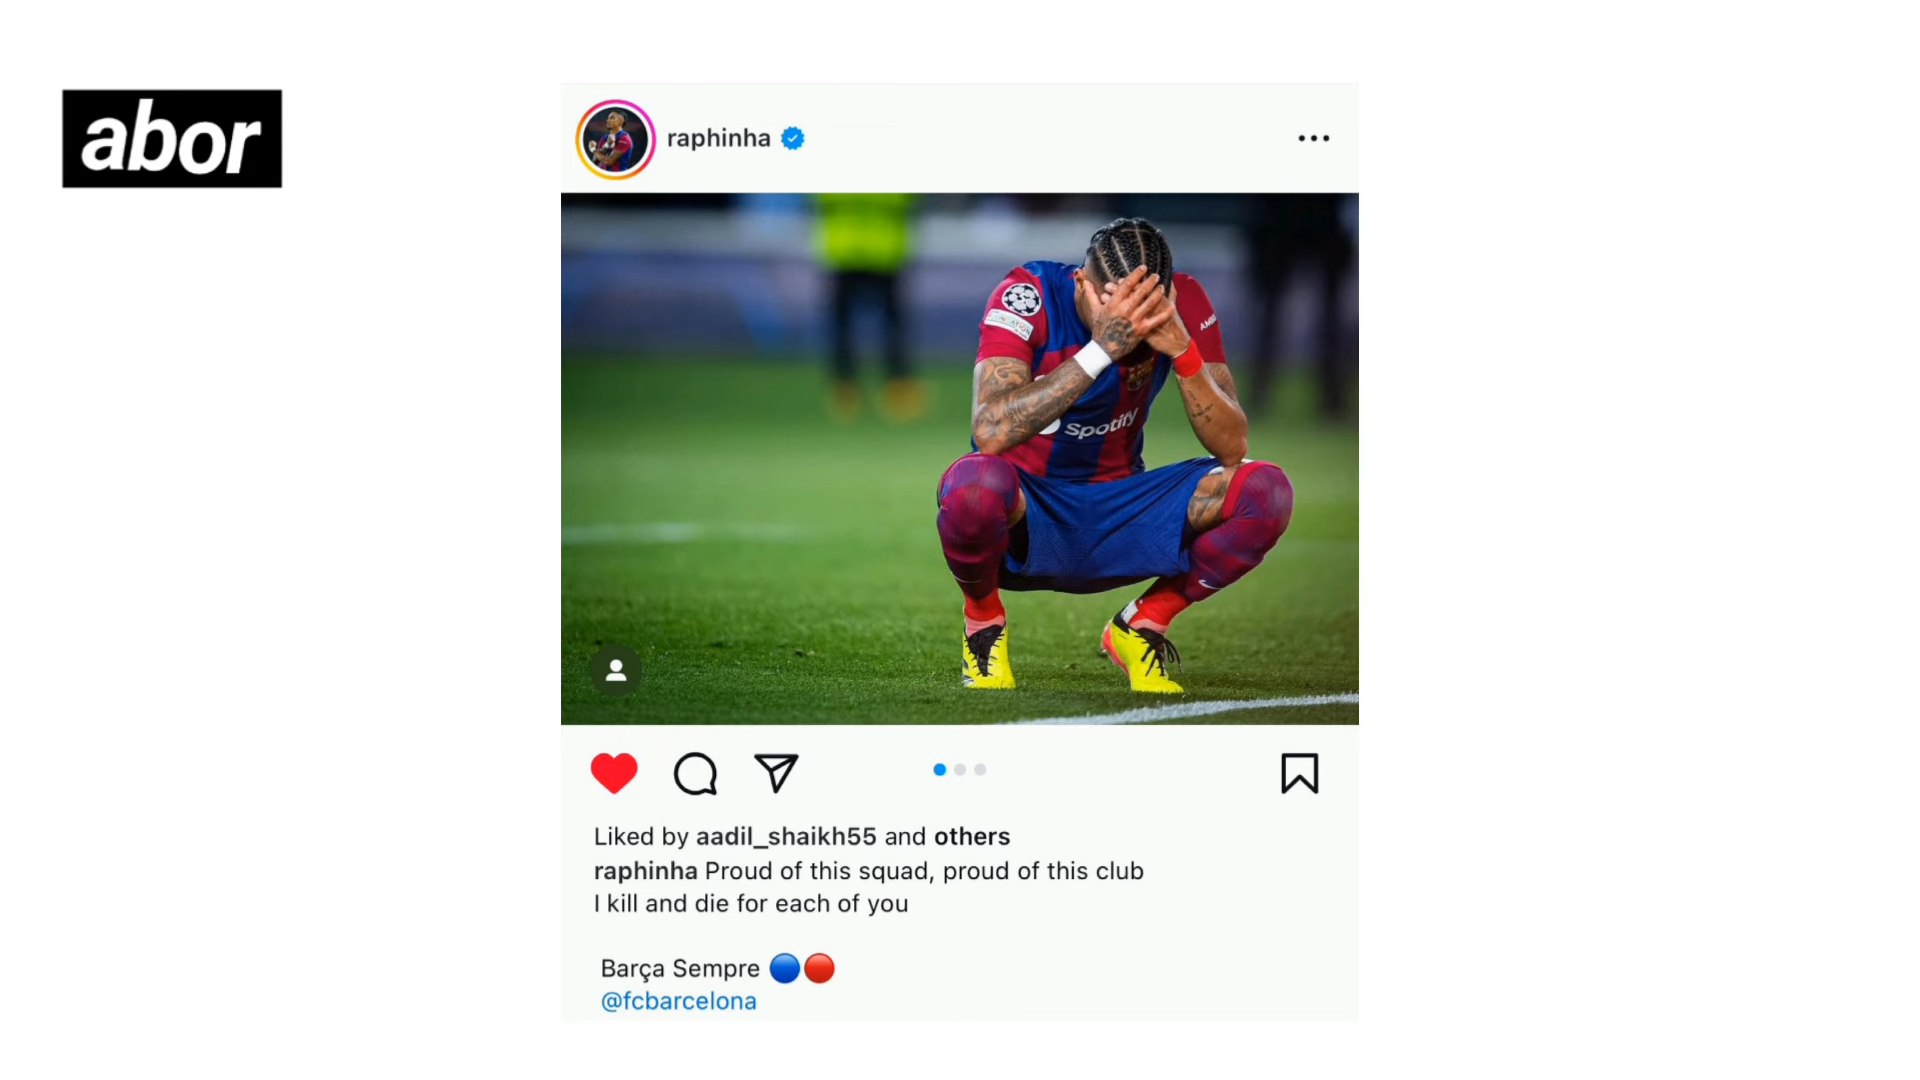 abor
raphinha
Spotify
Liked by aadil_shaikh55 and others
raphinha Proud of this squad, proud of this club
I kill and die for each of you
Barça Sempre 🔵🔴
@fcbarcelona